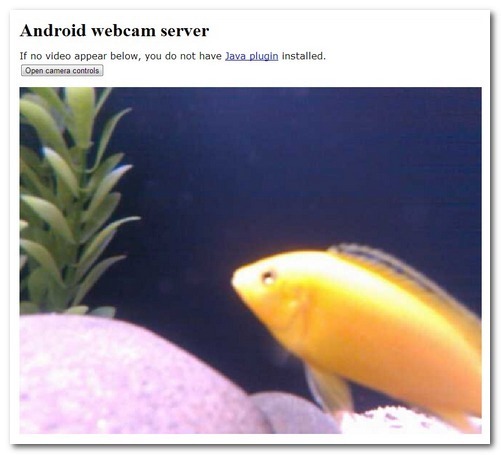 Android webcam server
If no video appear below, you do not have Java plugin installed.
Open camera controls